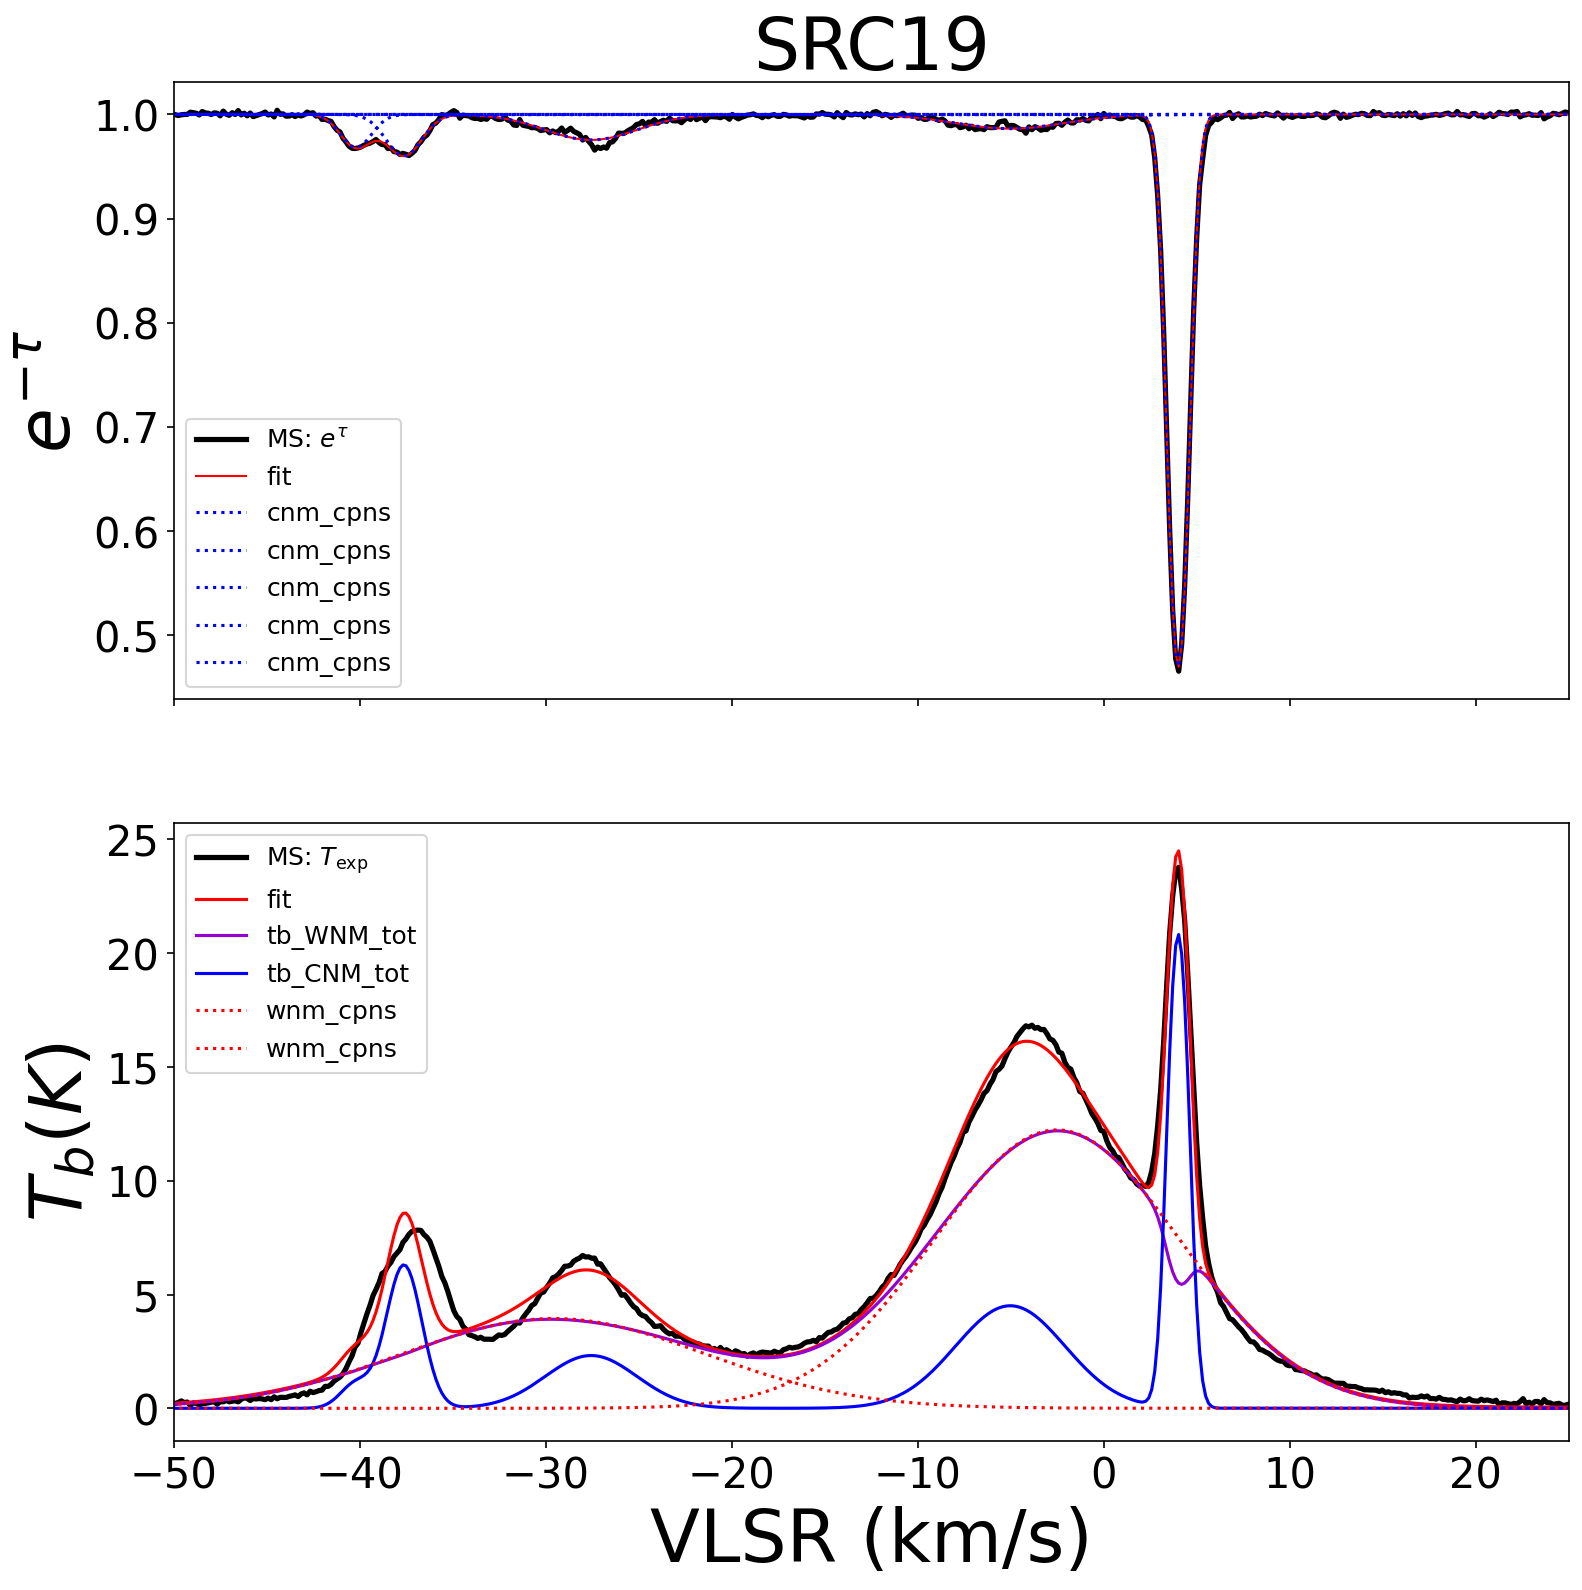 SRC19
1.0
0.9
0.8
0.7
0.6
0.5
e^{-τ}
MS: e^τ
fit
cnm_cpns
cnm_cpns
cnm_cpns
cnm_cpns
cnm_cpns
25
20
15
10
5
0
T_b(K)
MS: T_exp
fit
tb_WNM_tot
tb_CNM_tot
wnm_cpns
wnm_cpns
−50 −40 −30 −20 −10 0 10 20
VLSR (km/s)